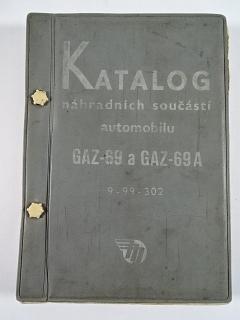 KATALOG
náhradních součástí
automobilu
GAZ-69 a GAZ-69A
9-99-302